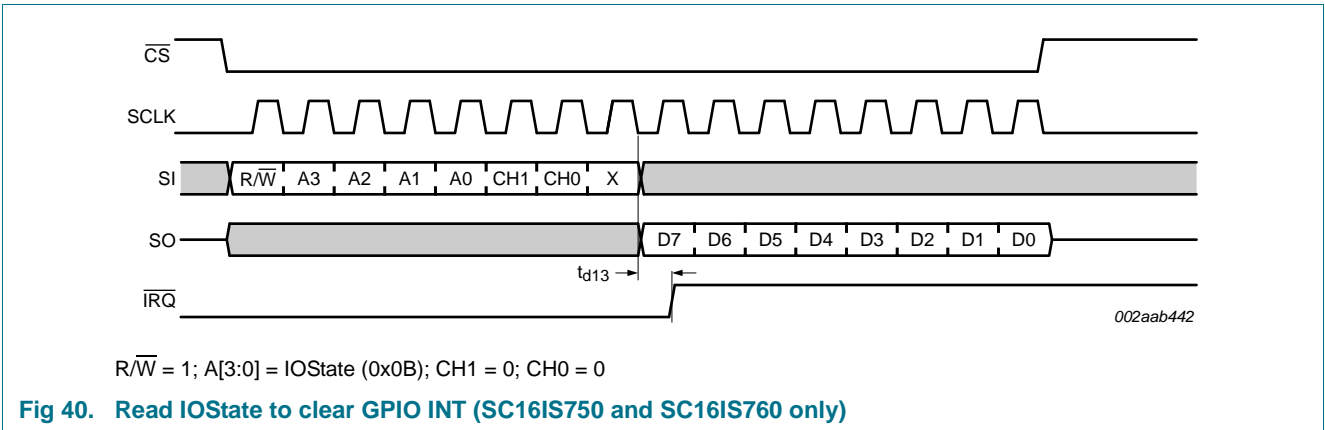 C̅S̅
SCLK
SI R/W̅ A3 A2 A1 A0 CH1 CH0 X
SO D7 D6 D5 D4 D3 D2 D1 D0
td13
I̅R̅Q̅
002aab442
R/W̅ = 1; A[3:0] = IOState (0x0B); CH1 = 0; CH0 = 0
Fig 40. Read IOState to clear GPIO INT (SC16IS750 and SC16IS760 only)